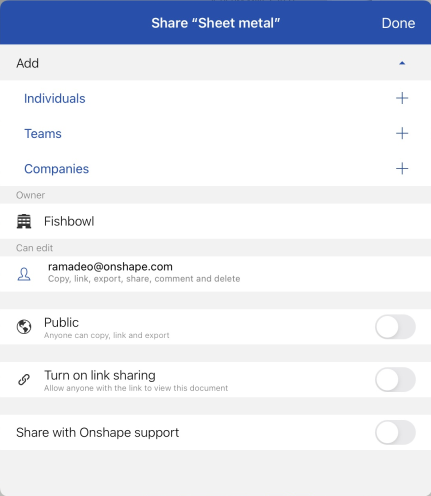 Share “Sheet metal”
Done
Add
Individuals
Teams
Companies
Owner
Fishbowl
Can edit
ramadeo@onshape.com
Copy, link, export, share, comment and delete
Public
Anyone can copy, link and export
Turn on link sharing
Allow anyone with the link to view this document
Share with Onshape support